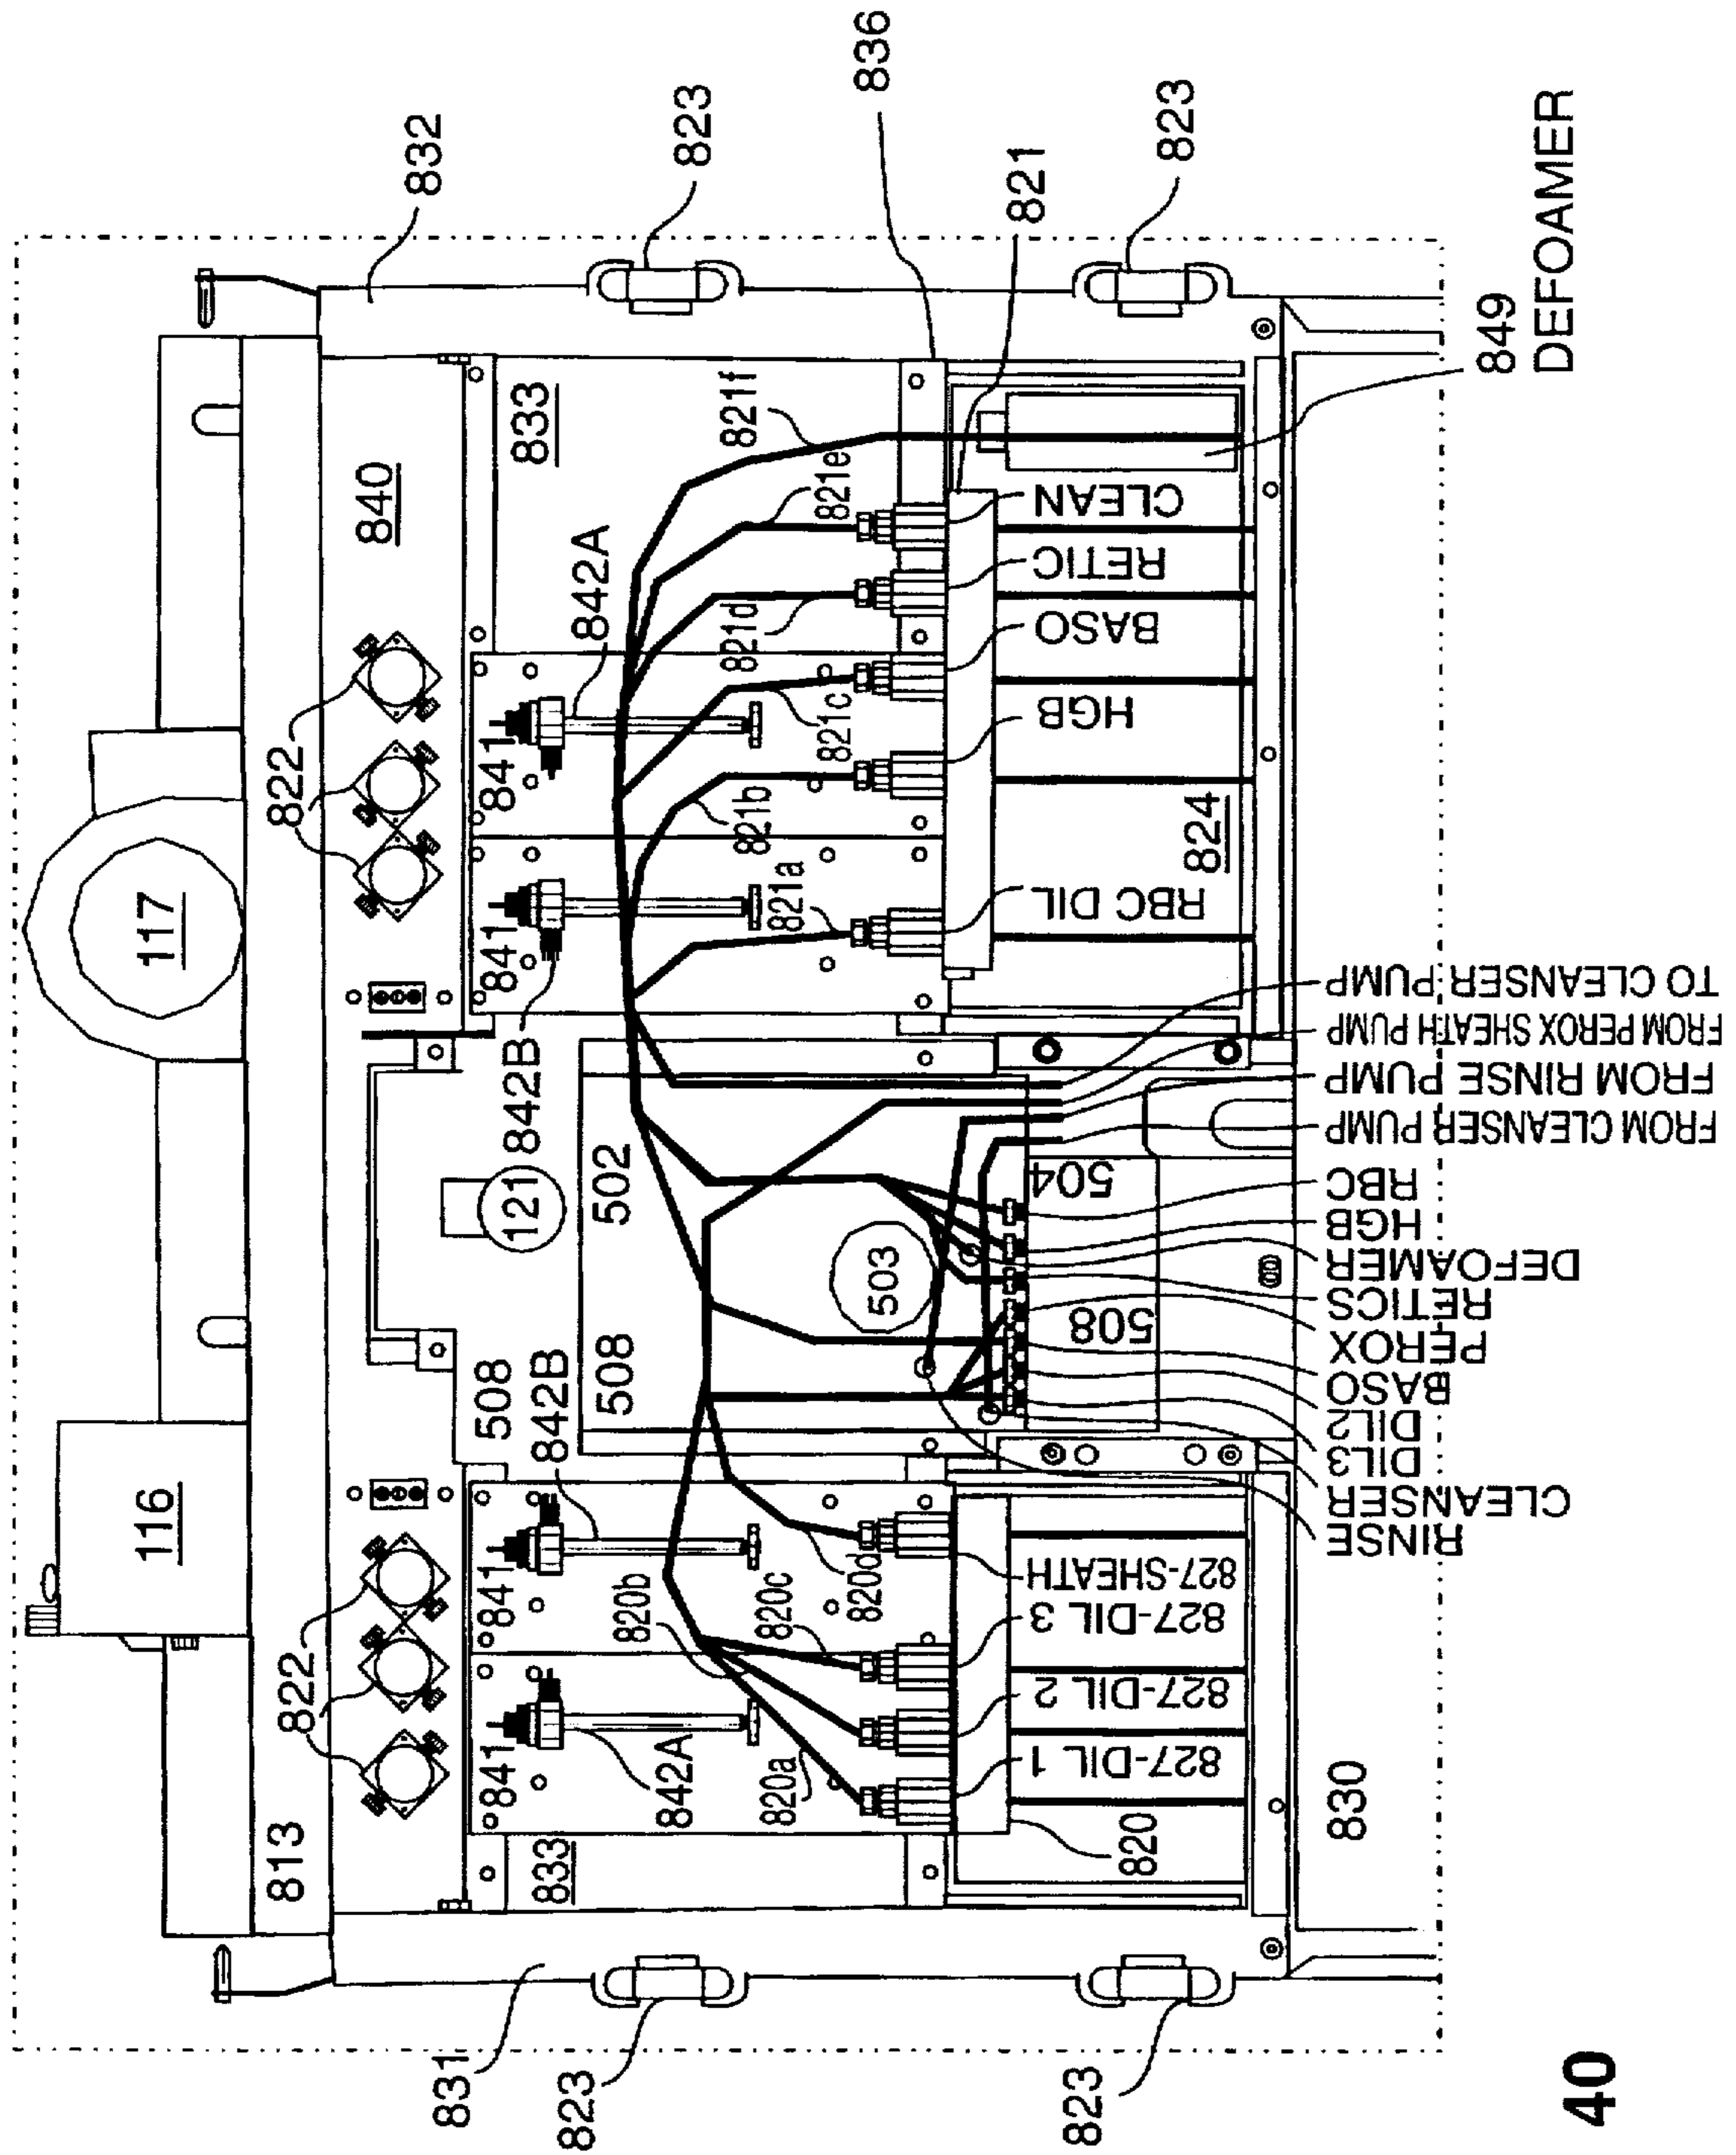 116
117
813
822
822
840
831
832
823
823
823
823
833
833
841
841
841
841
842A
842B
842B
842A
508
121
508
502
503
508
504
820a
820b
820c
820d
821a
821b
821c
821d
821e
821f
836
821
820
827-DIL 1
827-DIL 2
827-DIL 3
827-SHEATH
RBC DIL
HGB
BASO
RETIC
CLEAN
824
830
849
DEFOAMER
RINSE
CLEANSER
DIL3
DIL2
BASO
PEROX
RETICS
DEFOAMER
HGB
RBC
FROM CLEANSER PUMP
FROM RINSE PUMP
FROM PEROX SHEATH PUMP
TO CLEANSER PUMP
40